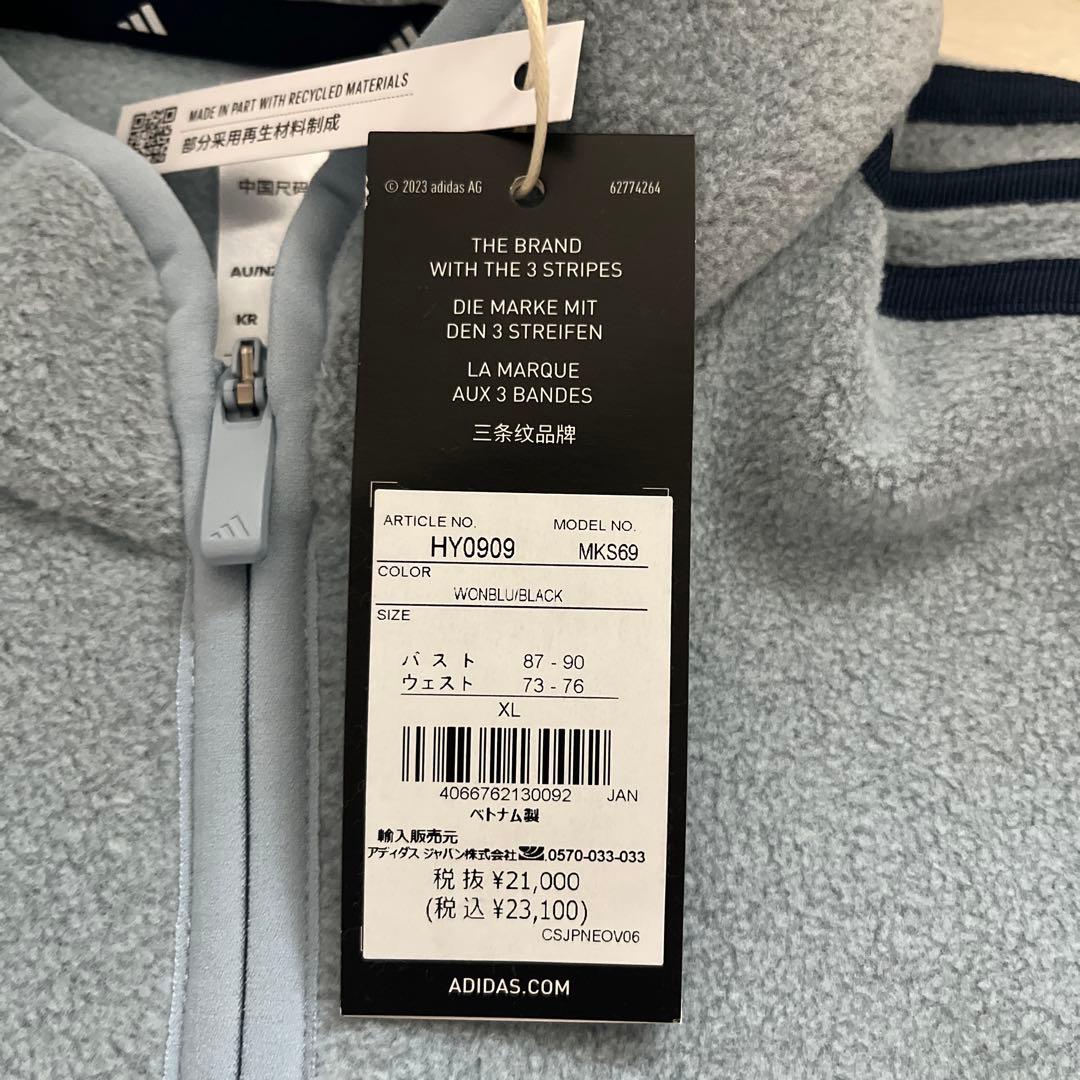 MADE IN PART WITH RECYCLED MATERIALS
部分采用再生材料制成
中国尺码
AU/NZ
KR
© 2023 adidas AG 62774264
THE BRAND
WITH THE 3 STRIPES
DIE MARKE MIT
DEN 3 STREIFEN
LA MARQUE
AUX 3 BANDES
三条纹品牌
ARTICLE NO. MODEL NO.
HY0909 MKS69
COLOR
WONBLU/BLACK
SIZE
バスト 87 - 90
ウェスト 73 - 76
XL
4066762130092 JAN
ベトナム製
輸入販売元
アディダス ジャパン株式会社 0570-033-033
税抜 ¥21,000
(税込 ¥23,100)
CSJPNEOV06
ADIDAS.COM